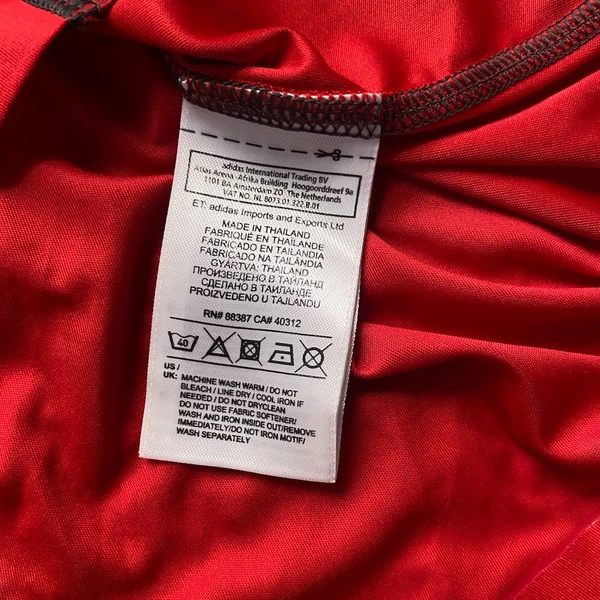 adidas International Trading BV
Atlas Arena - Afrika Building Hoogoorddreef 9a
1101 BA Amsterdam ZO, The Netherlands
VAT NO. NL 8073.01.322.B.01
ET: adidas Imports and Exports Ltd
MADE IN THAILAND
FABRIQUÉ EN THAÏLANDE
FABRICADO EN TAILANDIA
FABRICADO NA TAILÂNDIA
GYÁRTVA: THAILAND
ПРОИЗВЕДЕНО В ТАЙЛАНД
СДЕЛАНО В ТАИЛАНДЕ
PROIZVEDENO U TAJLANDU
RN# 88387 CA# 40312
40
US /
UK: MACHINE WASH WARM / DO NOT
BLEACH / LINE DRY / COOL IRON IF
NEEDED / DO NOT DRYCLEAN
DO NOT USE FABRIC SOFTENER/
WASH AND IRON INSIDE OUT/REMOVE
IMMEDIATELY/DO NOT IRON MOTIF/
WASH SEPARATELY